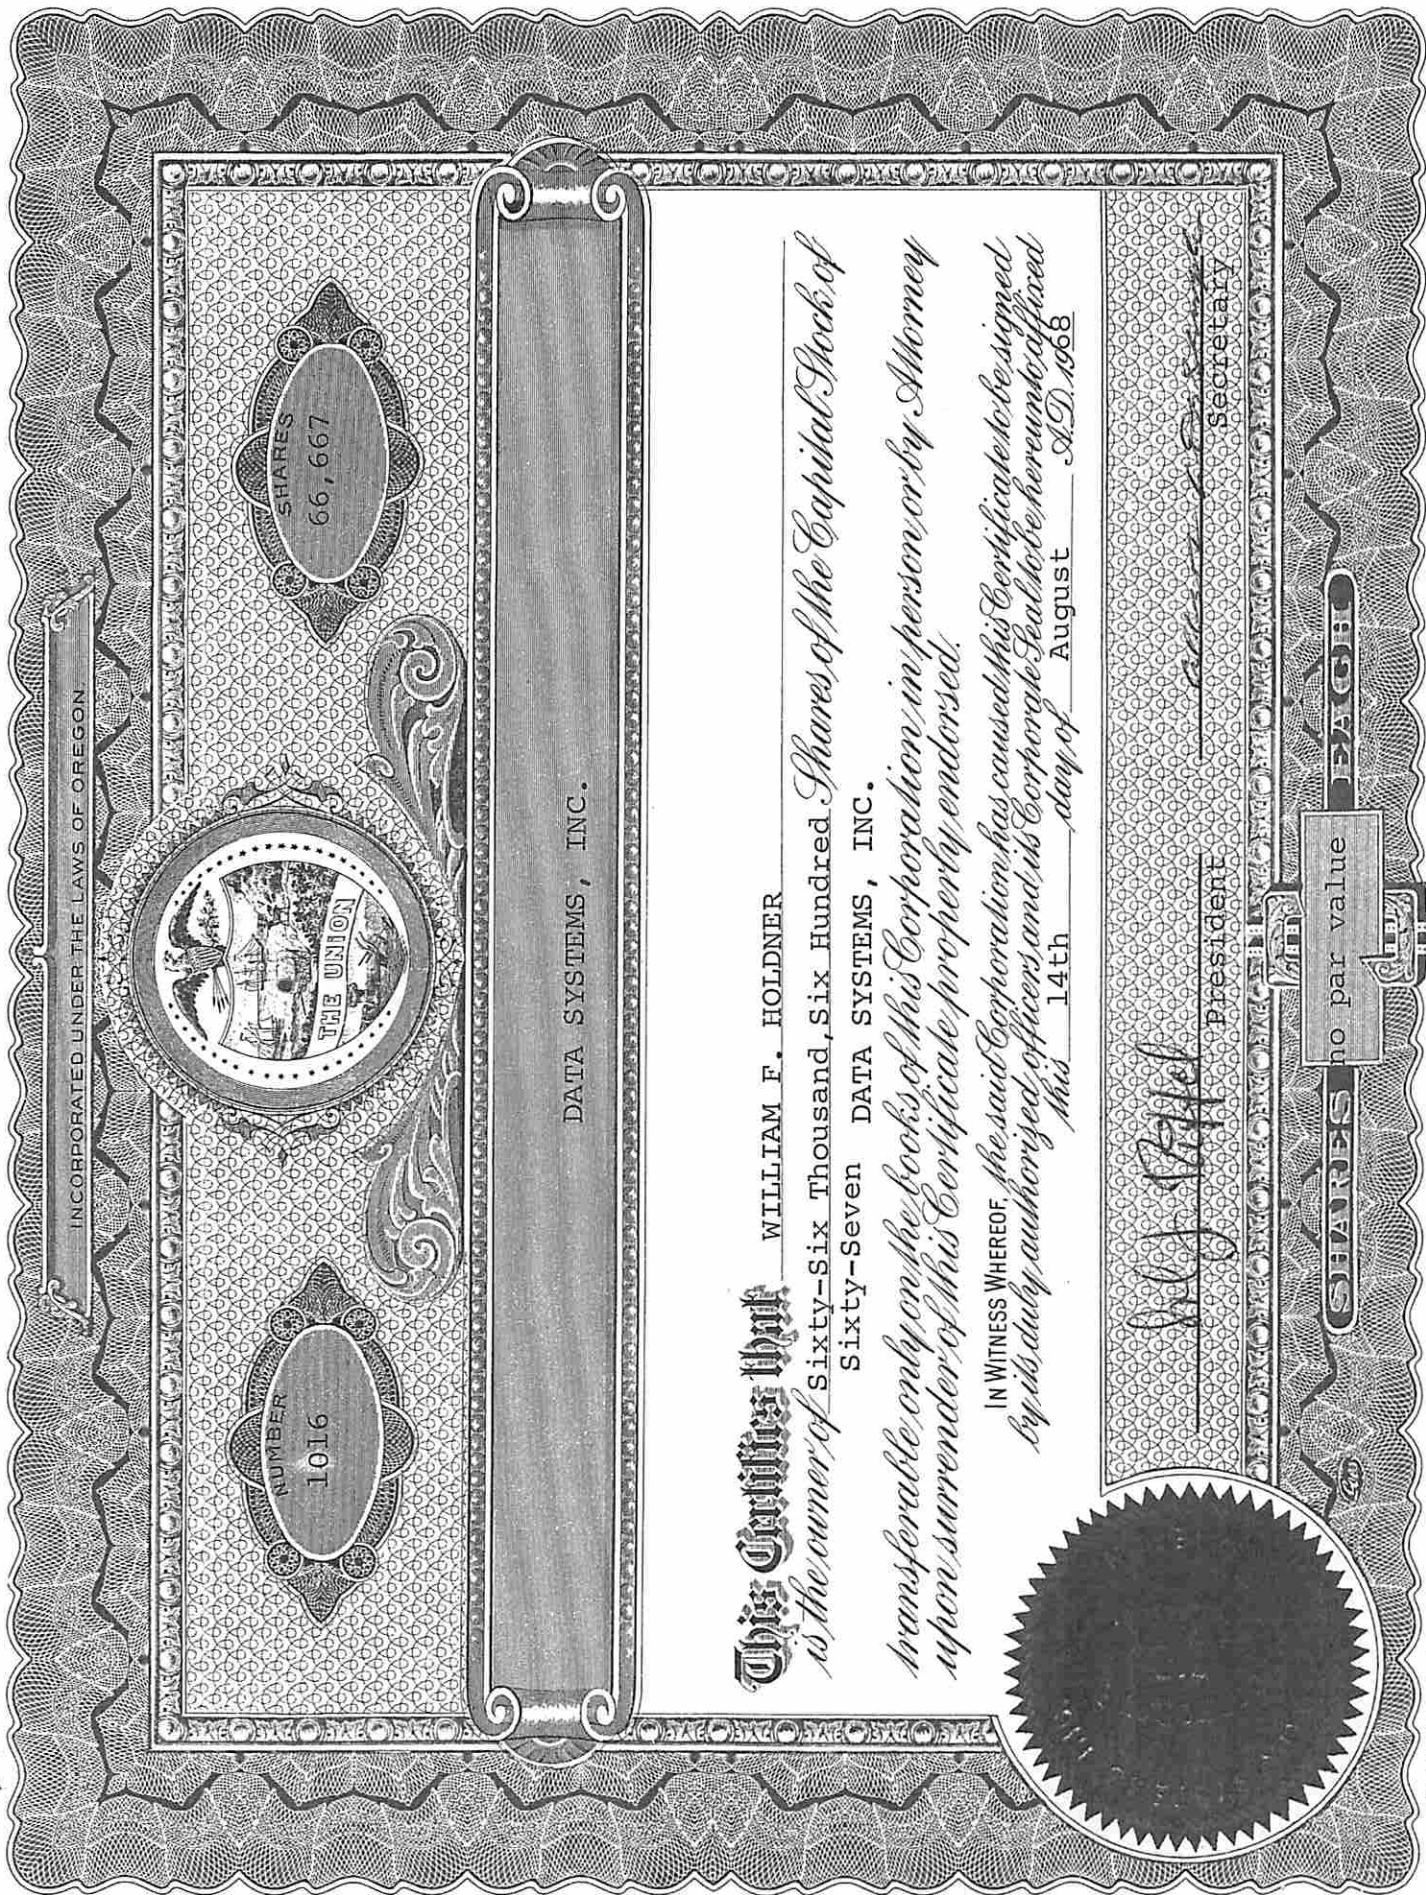 INCORPORATED UNDER THE LAWS OF OREGON
NUMBER
1016
THE UNION
SHARES
66,667
DATA SYSTEMS, INC.
This Certifies that WILLIAM F. HOLDNER
is the owner of Sixty-Six Thousand, Six Hundred Shares of the Capital Stock of
Sixty-Seven DATA SYSTEMS, INC.
transferable only on the books of this Corporation in person or by Attorney
upon surrender of this Certificate properly endorsed.
IN WITNESS WHEREOF, the said Corporation has caused this Certificate to be signed
by its duly authorized officers and its Corporate Seal to be hereunto affixed
this 14th day of August A.D. 1968
President
Secretary
SHARES no par value EACH